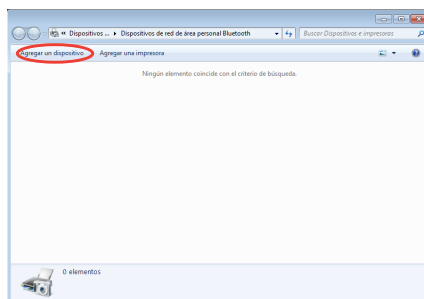 « Dispositivos ... ▸ Dispositivos de red de área personal Bluetooth
Buscar Dispositivos e impresoras
Agregar un dispositivo
Agregar una impresora
Ningún elemento coincide con el criterio de búsqueda.
0 elementos